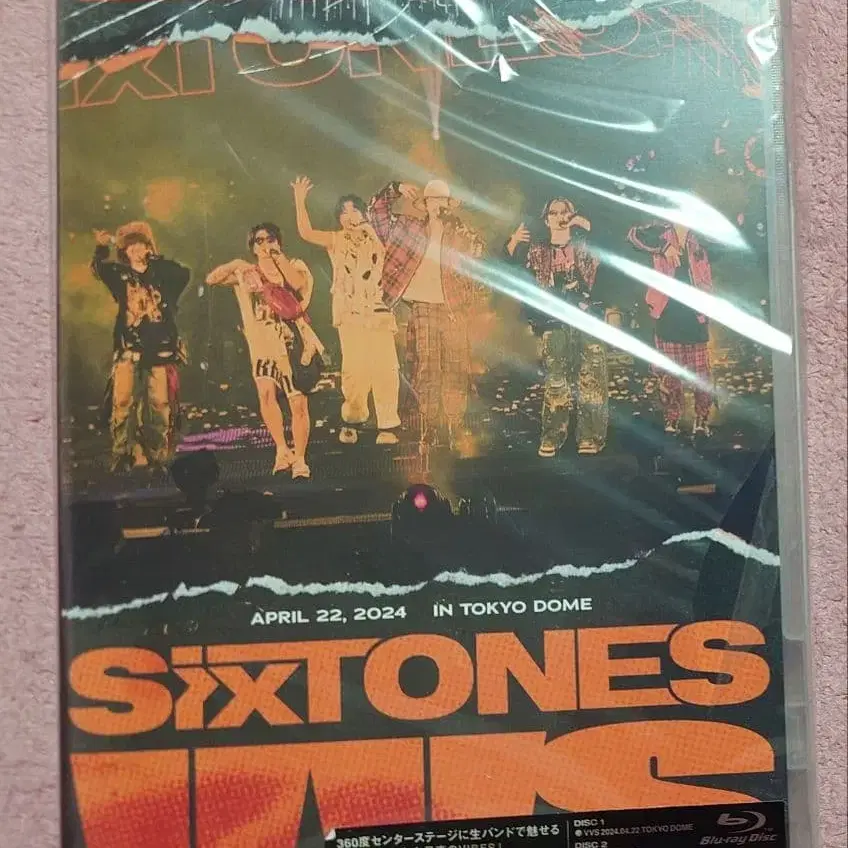 SixTONES
APRIL 22, 2024 IN TOKYO DOME
SixTONES
VVS
360度センターステージに生バンドで魅せる
DISC 1
VVS 2024.04.22 TOKYO DOME
DISC 2
Blu-ray Disc